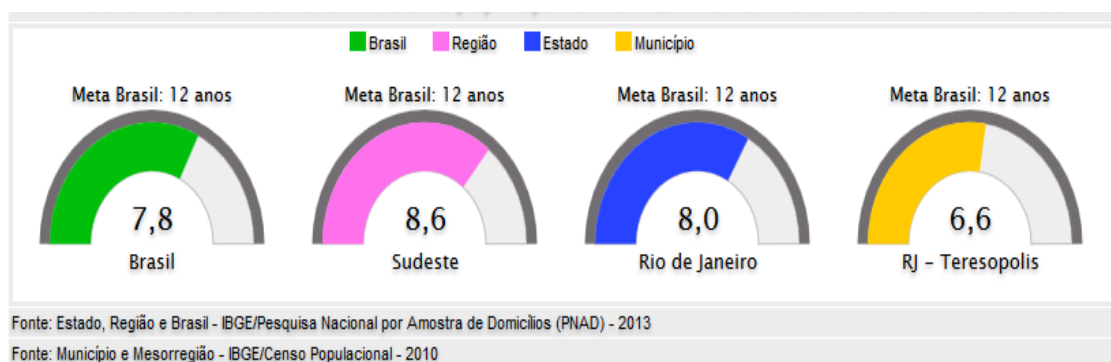 Brasil Região Estado Município
Meta Brasil: 12 anos Meta Brasil: 12 anos Meta Brasil: 12 anos Meta Brasil: 12 anos
7,8 8,6 8,0 6,6
Brasil Sudeste Rio de Janeiro RJ - Teresopolis
Fonte: Estado, Região e Brasil - IBGE/Pesquisa Nacional por Amostra de Domicílios (PNAD) - 2013
Fonte: Município e Mesorregião - IBGE/Censo Populacional - 2010